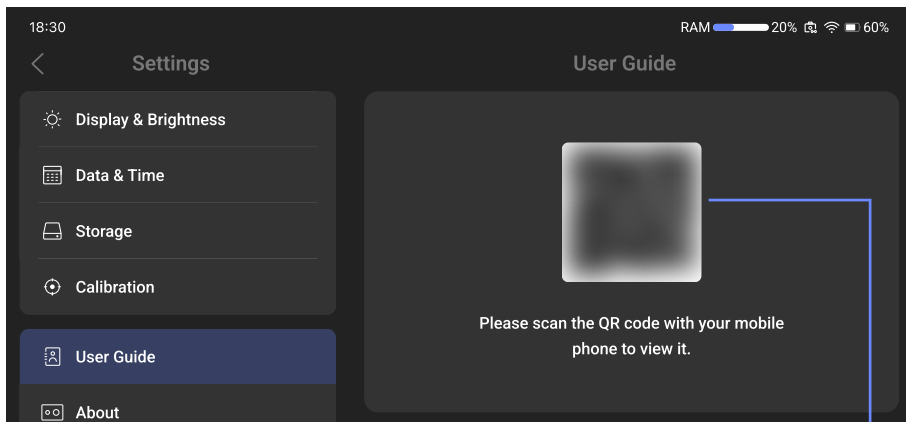 18:30
RAM 20% 60%
Settings
User Guide
Display & Brightness
Data & Time
Storage
Calibration
User Guide
About
Please scan the QR code with your mobile
phone to view it.